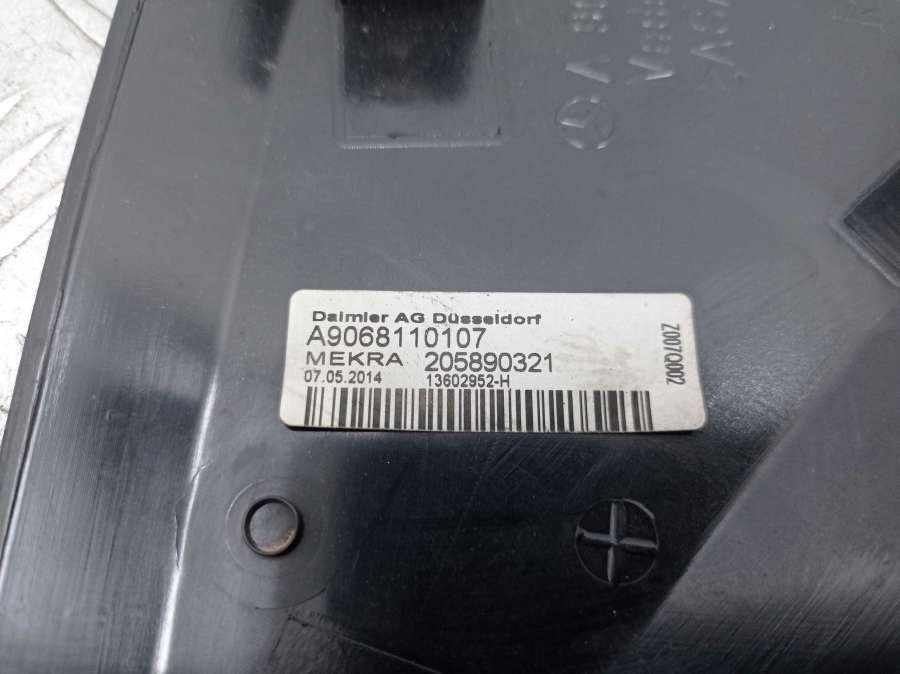 Daimler AG Düsseldorf
A9068110107
MEKRA 205890321
07.05.2014 13602952-H
Z007Q002